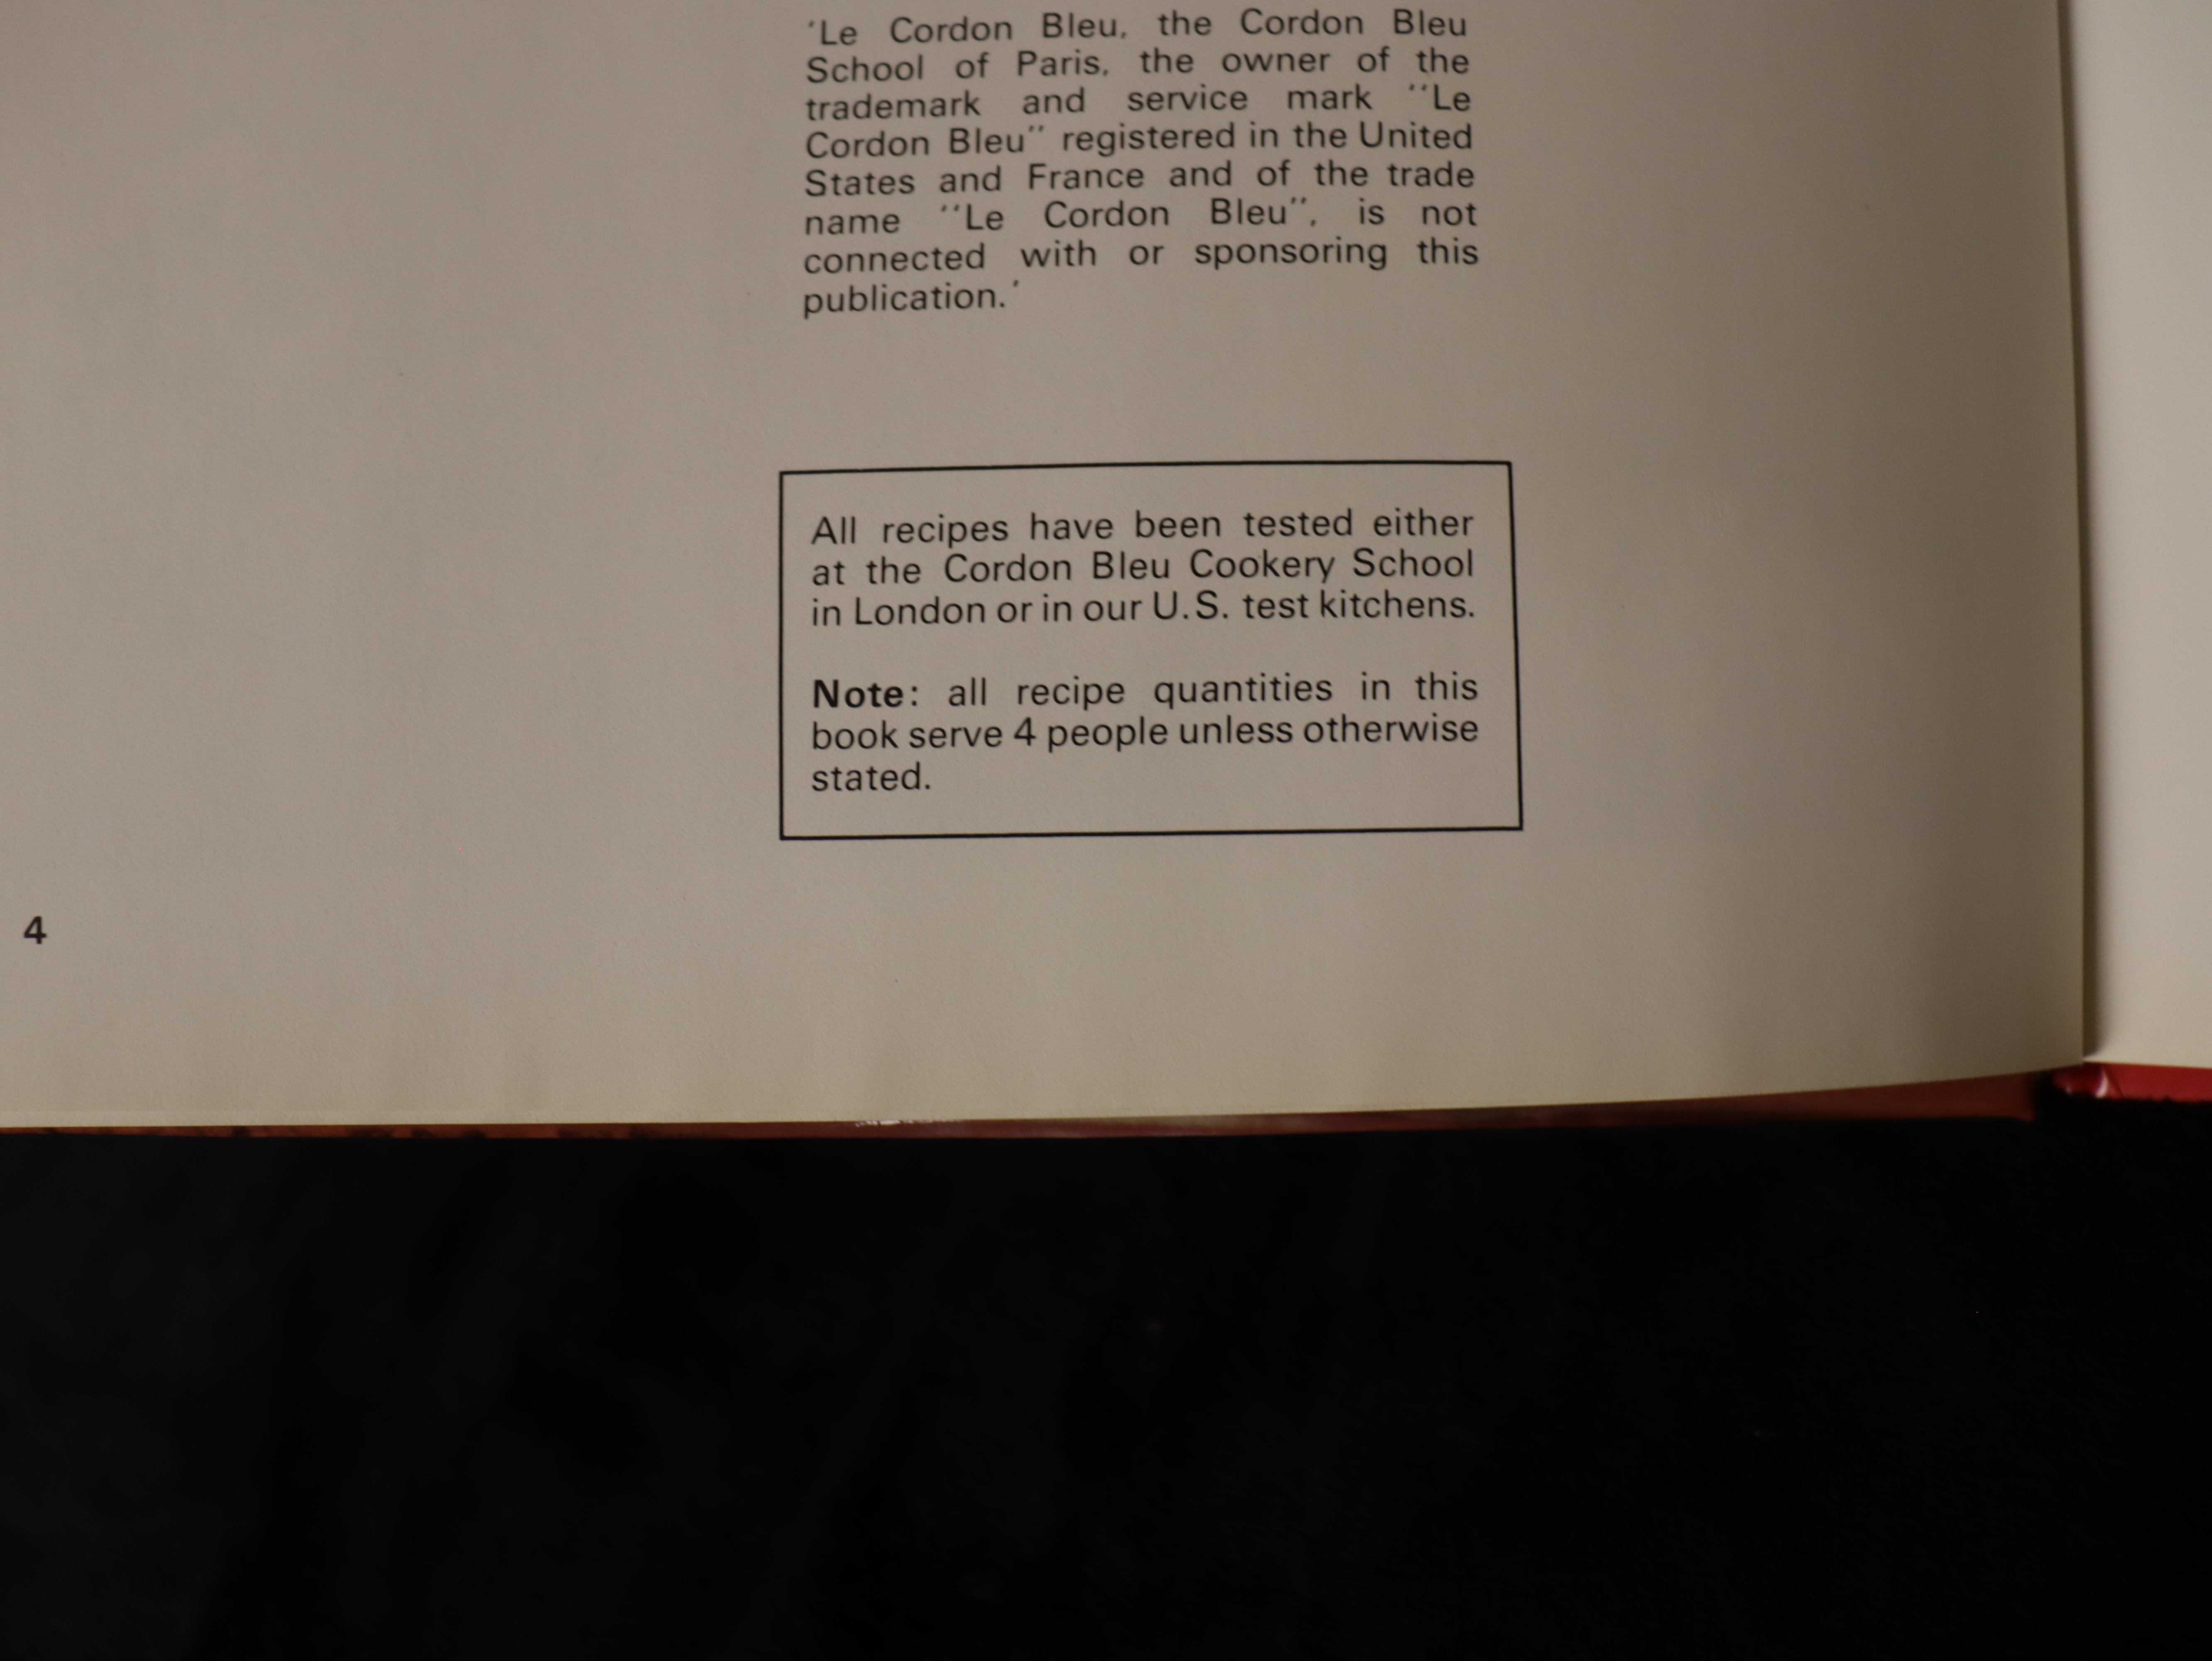 ‘Le Cordon Bleu, the Cordon Bleu
School of Paris, the owner of the
trademark and service mark ‘‘Le
Cordon Bleu’’ registered in the United
States and France and of the trade
name ‘‘Le Cordon Bleu’’, is not
connected with or sponsoring this
publication.’
All recipes have been tested either
at the Cordon Bleu Cookery School
in London or in our U.S. test kitchens.
Note: all recipe quantities in this
book serve 4 people unless otherwise
stated.
4